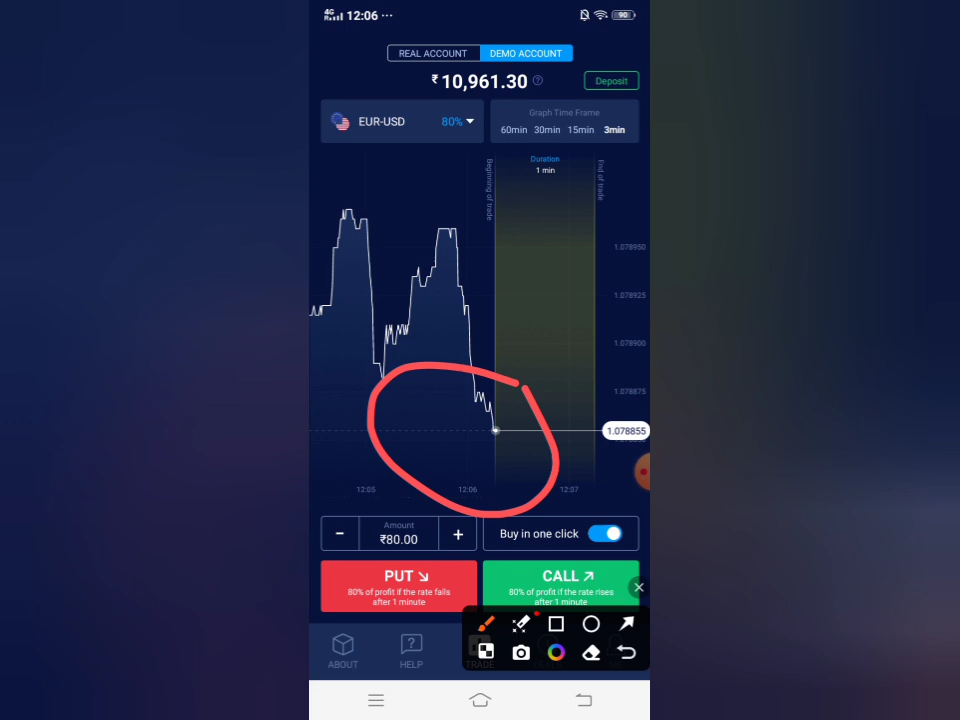 4G
R 12:06 ··· 90
REAL ACCOUNT DEMO ACCOUNT
₹10,961.30 ?
Deposit
EUR-USD 80%
Graph Time Frame
60min 30min 15min 3min
Beginning of trade
Duration
1 min
End of trade
1.078950
1.078925
1.078900
1.078875
1.078855
12:05 12:06 12:07
Amount
- ₹80.00 +
Buy in one click
PUT
80% of profit if the rate falls
after 1 minute
CALL
80% of profit if the rate rises
after 1 minute
ABOUT HELP TRADE